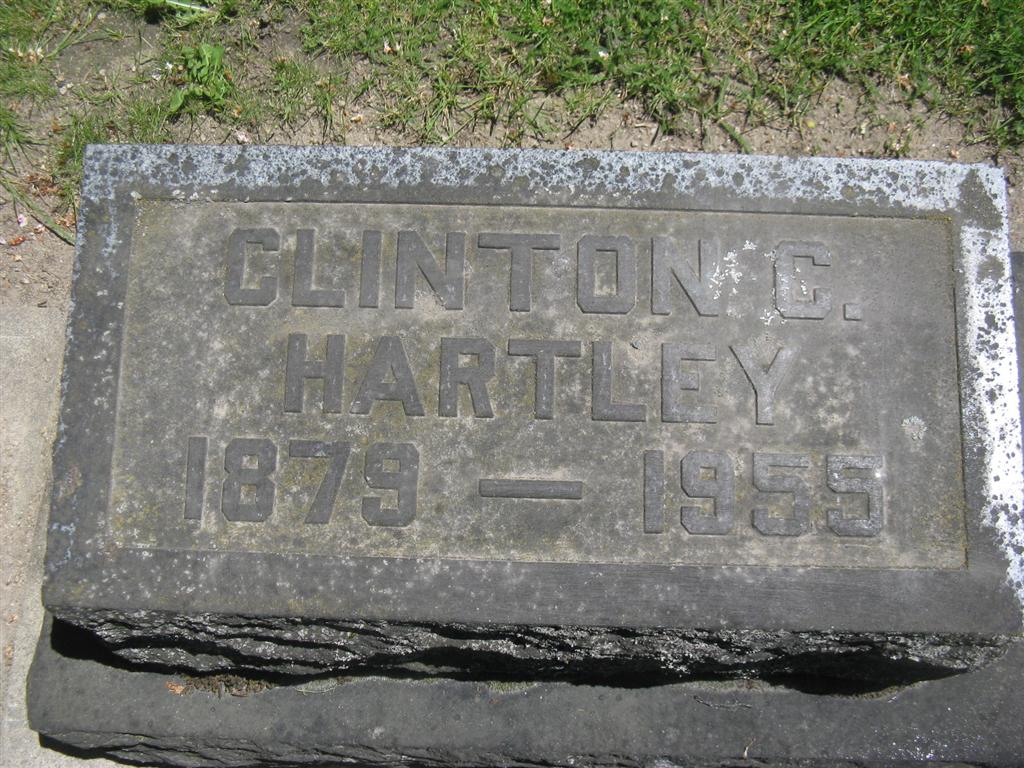 CLINTON C.
HARTLEY
1879 — 1955